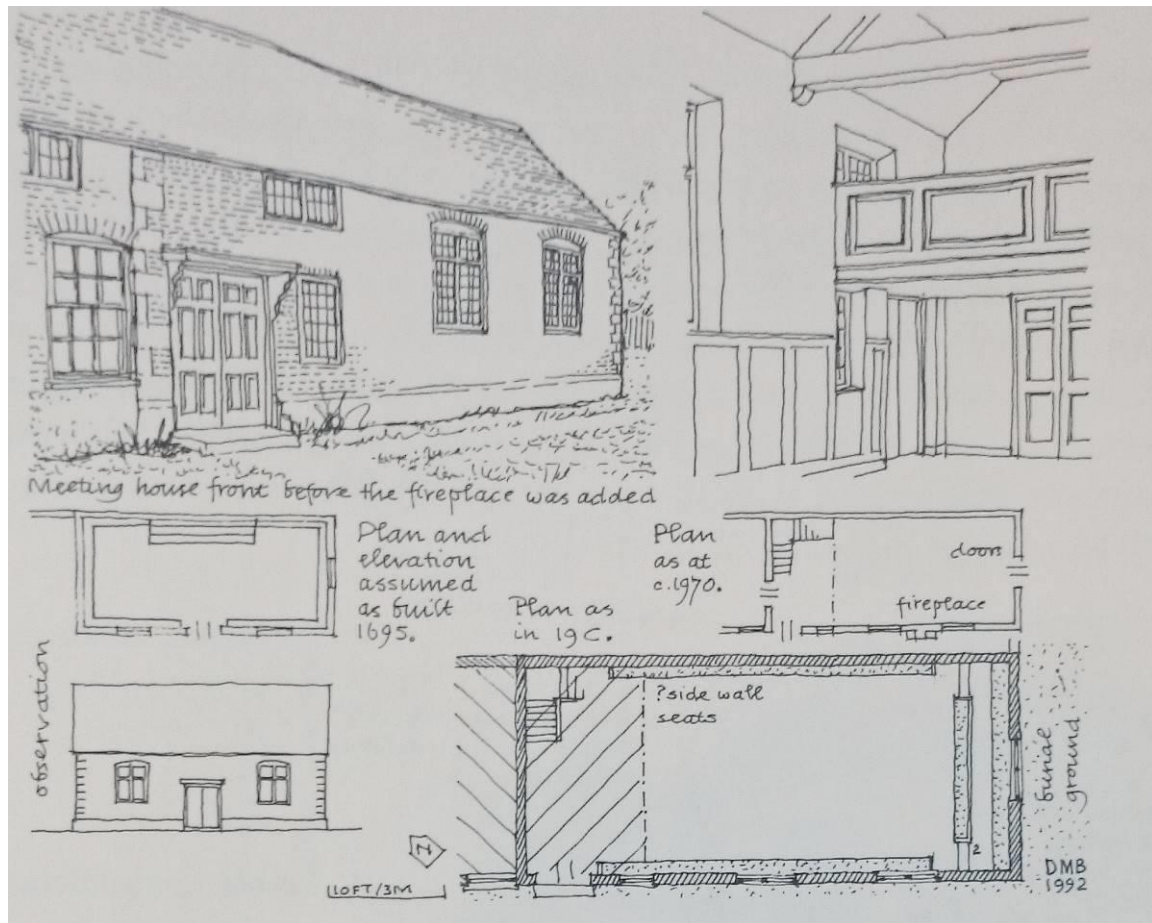 Meeting house front before the fireplace was added
Plan and
elevation
assumed
as built
1695.
Plan
as at
c.1970.
doors
fireplace
Plan as
in 19C.
observation
?side wall
seats
burial
ground
2
N
10FT/3M
DMB
1992